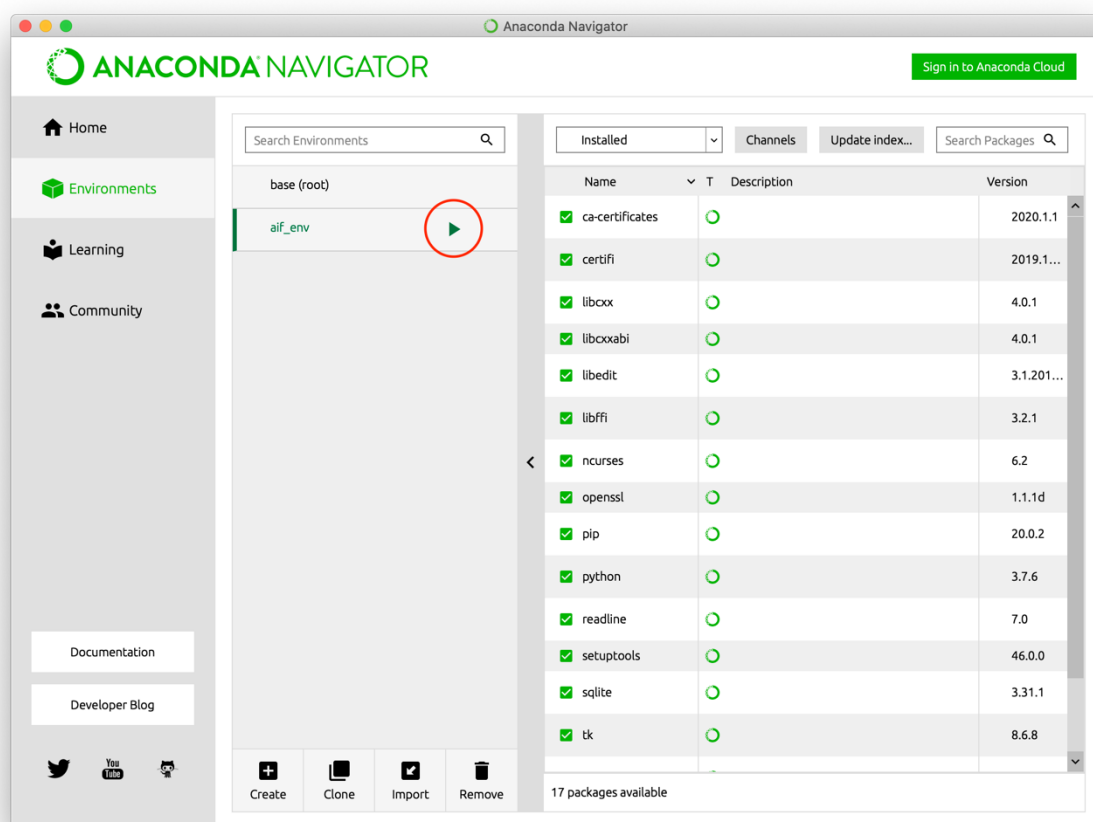 Anaconda Navigator
ANACONDA NAVIGATOR
Sign in to Anaconda Cloud
Home
Environments
Learning
Community
Documentation
Developer Blog
You
Tube
Search Environments
base (root)
aif_env
Create Clone Import Remove
Installed Channels Update index... Search Packages
Name T Description Version
ca-certificates 2020.1.1
certifi 2019.1...
libcxx 4.0.1
libcxxabi 4.0.1
libedit 3.1.201...
libffi 3.2.1
ncurses 6.2
openssl 1.1.1d
pip 20.0.2
python 3.7.6
readline 7.0
setuptools 46.0.0
sqlite 3.31.1
tk 8.6.8
17 packages available